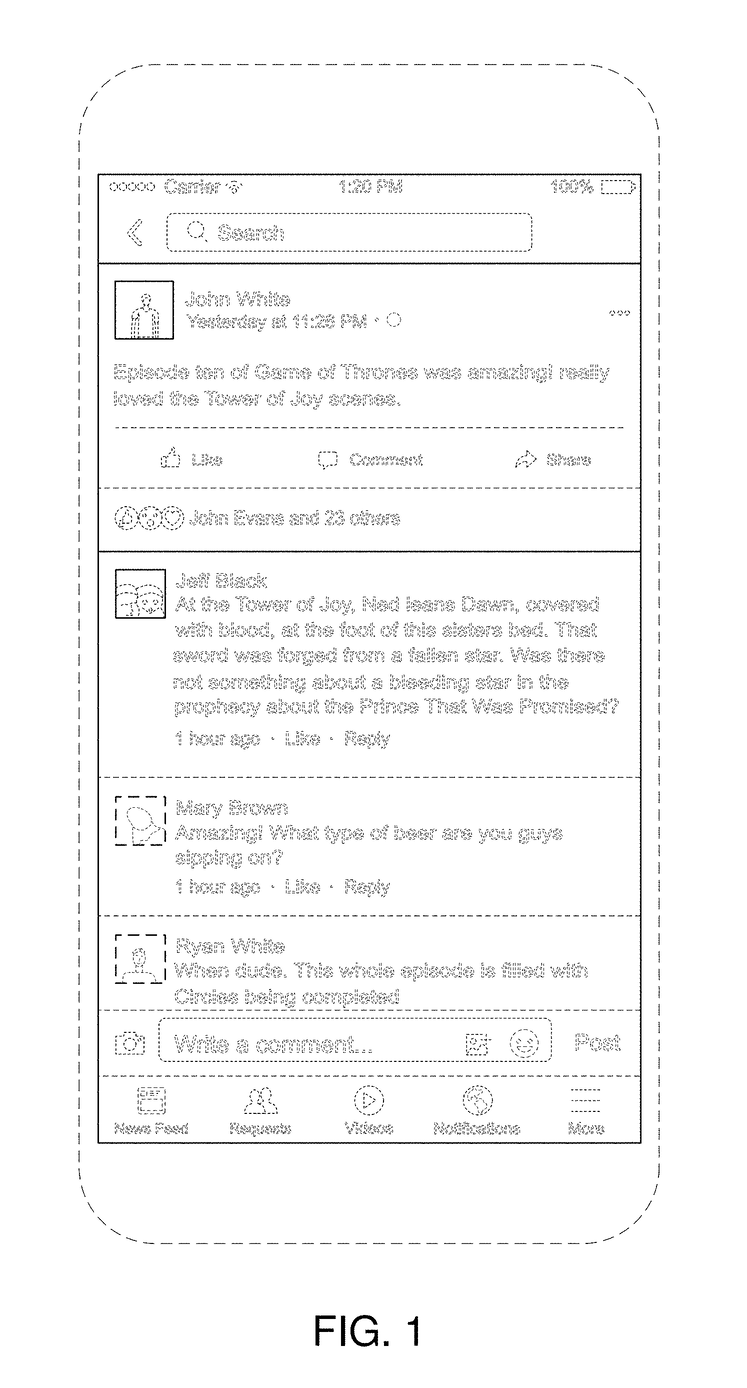 Carrier 1:20 PM 100%
Search
John White
Yesterday at 11:26 PM ·
Episode ten of Game of Thrones was amazing! really
loved the Tower of Joy scenes.
Like Comment Share
John Evans and 23 others
Jeff Black
At the Tower of Joy, Ned leans Dawn, covered
with blood, at the foot of this sisters bed. That
sword was forged from a fallen star. Was there
not something about a bleeding star in the
prophecy about the Prince That Was Promised?
1 hour ago · Like · Reply
Mary Brown
Amazing! What type of beer are you guys
sipping on?
1 hour ago · Like · Reply
Ryan White
When dude. This whole episode is filled with
Circles being completed
Write a comment... Post
News Feed Requests Videos Notifications More
FIG. 1